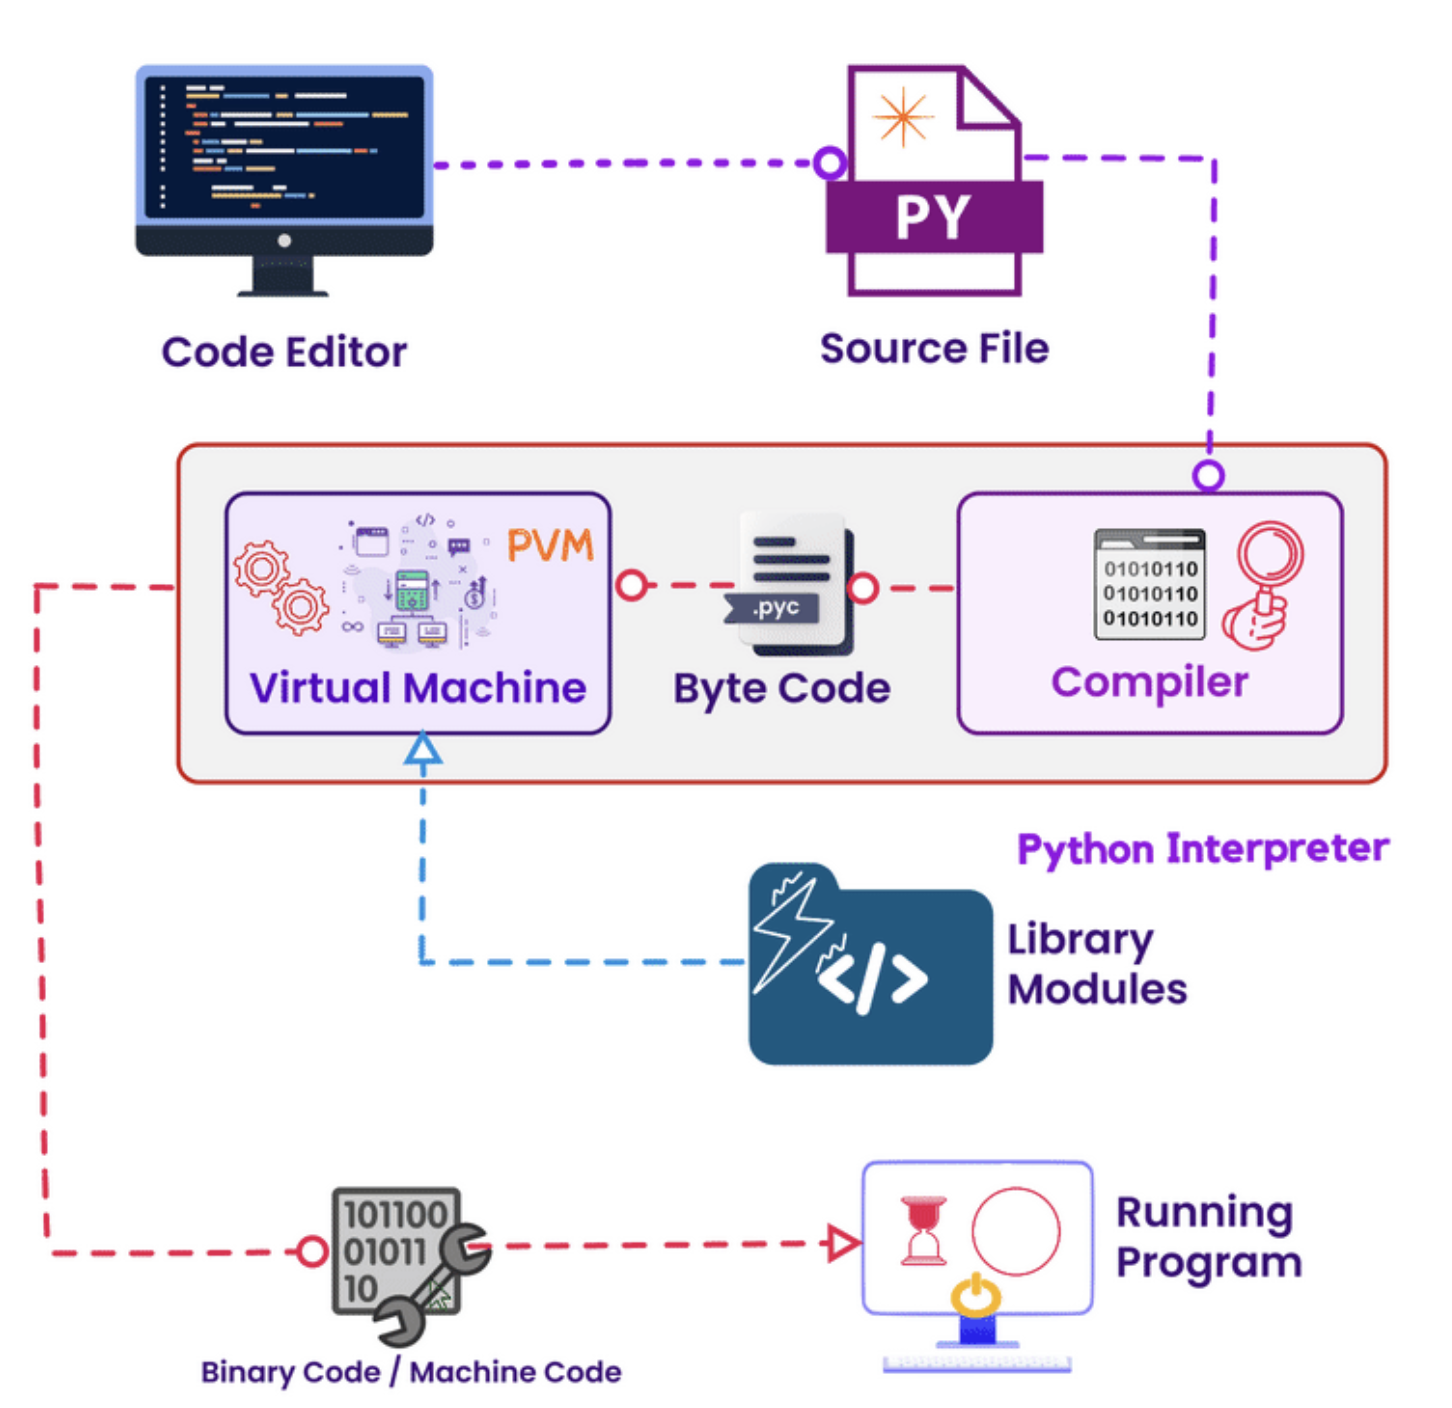 PY
Code Editor
Source File
PVM
</>
01010110
01010110
01010110
.pyc
Virtual Machine
Byte Code
Compiler
Python Interpreter
Library
Modules
</>
101100
01011
10
Running
Program
Binary Code / Machine Code